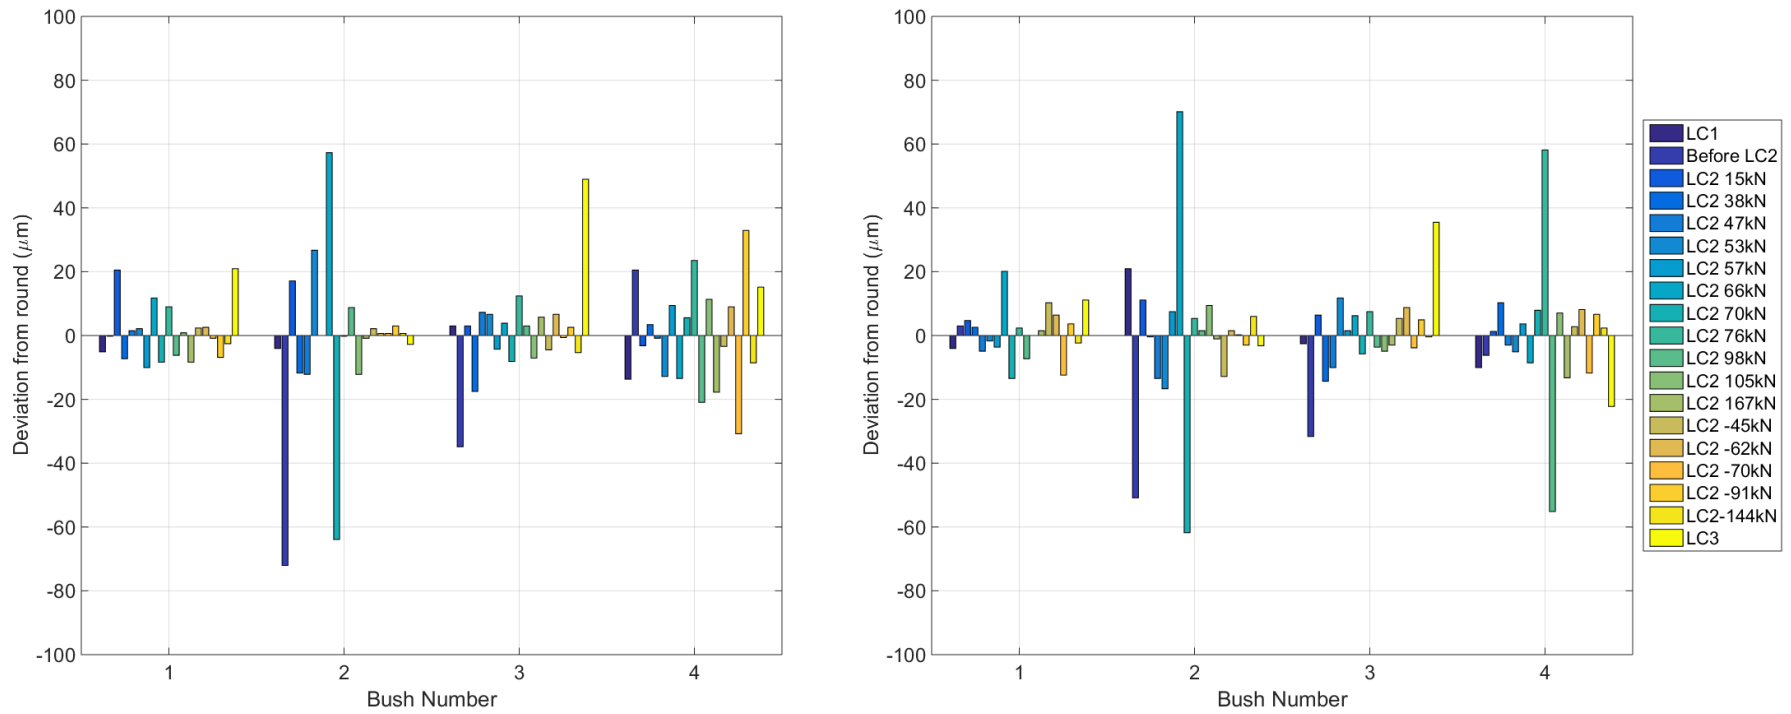 100
80
60
40
20
0
-20
-40
-60
-80
-100
Deviation from round (μm)
1 2 3 4
Bush Number
100
80
60
40
20
0
-20
-40
-60
-80
-100
Deviation from round (μm)
1 2 3 4
Bush Number
LC1
Before LC2
LC2 15kN
LC2 38kN
LC2 47kN
LC2 53kN
LC2 57kN
LC2 66kN
LC2 70kN
LC2 76kN
LC2 98kN
LC2 105kN
LC2 167kN
LC2 -45kN
LC2 -62kN
LC2 -70kN
LC2 -91kN
LC2-144kN
LC3